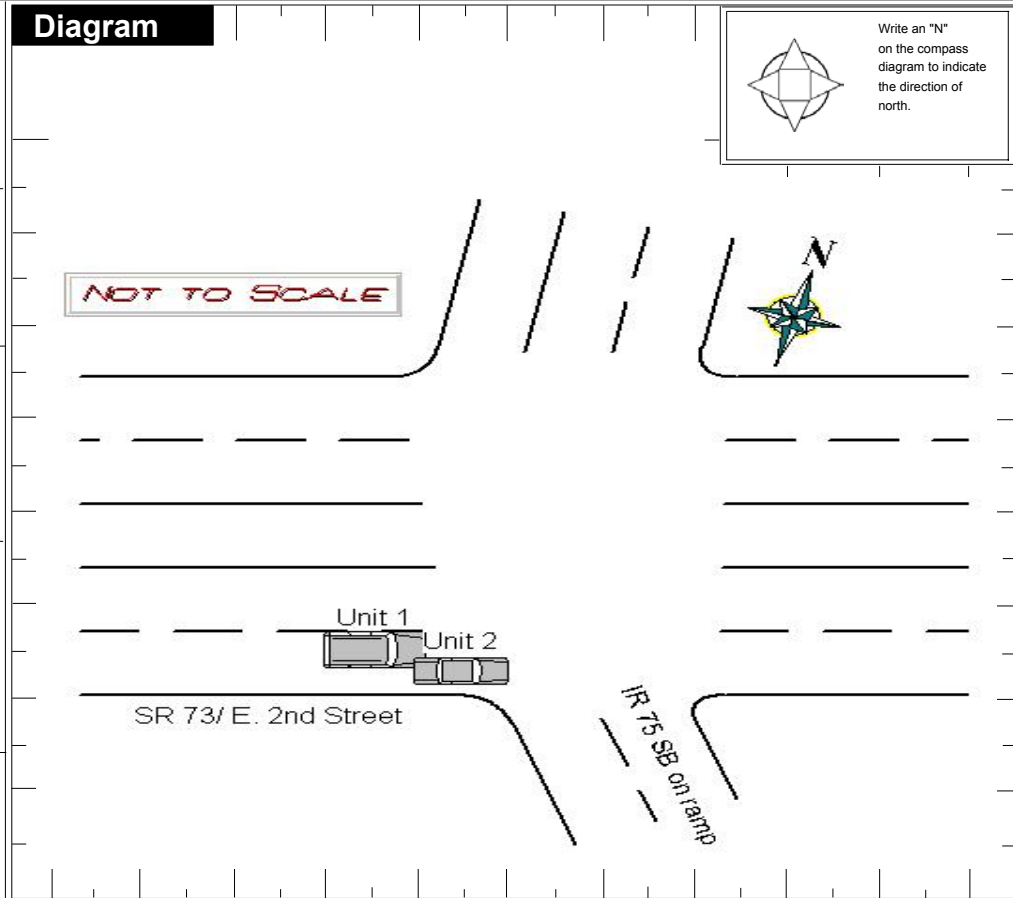 Diagram
Write an "N"
on the compass
diagram to indicate
the direction of
north.
N
NOT TO SCALE
Unit 1
Unit 2
SR 73/ E. 2nd Street
IR 75 SB on ramp